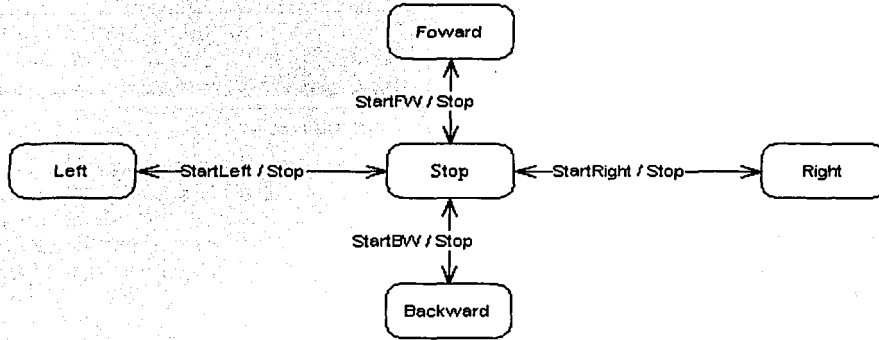 Foward
StartFW / Stop
Left
StartLeft / Stop
Stop
StartRight / Stop
Right
StartBW / Stop
Backward